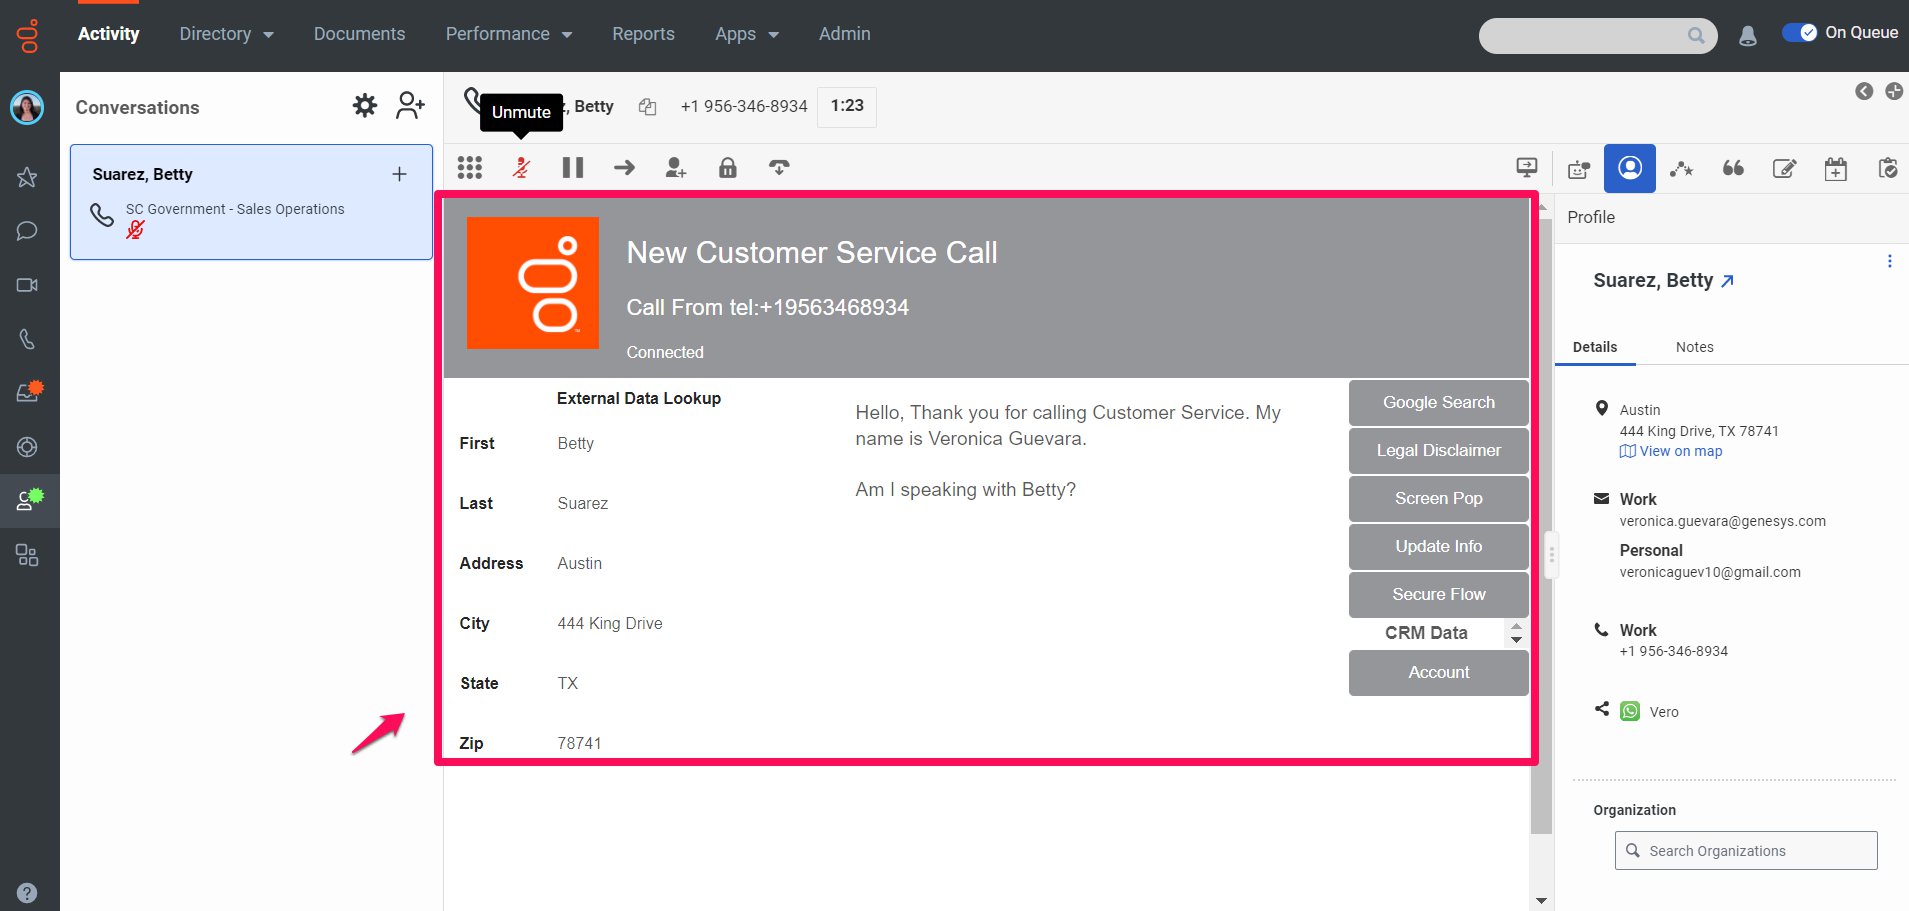 Activity
Directory
Documents
Performance
Reports
Apps
Admin
On Queue
Conversations
Suarez, Betty
SC Government - Sales Operations
Unmute
, Betty
+1 956-346-8934
1:23
New Customer Service Call
Call From tel:+19563468934
Connected
External Data Lookup
First Betty
Last Suarez
Address Austin
City 444 King Drive
State TX
Zip 78741
Hello, Thank you for calling Customer Service. My
name is Veronica Guevara.
Am I speaking with Betty?
Google Search
Legal Disclaimer
Screen Pop
Update Info
Secure Flow
CRM Data
Account
Profile
Suarez, Betty
Details
Notes
Austin
444 King Drive, TX 78741
View on map
Work
veronica.guevara@genesys.com
Personal
veronicaguev10@gmail.com
Work
+1 956-346-8934
Vero
Organization
Search Organizations